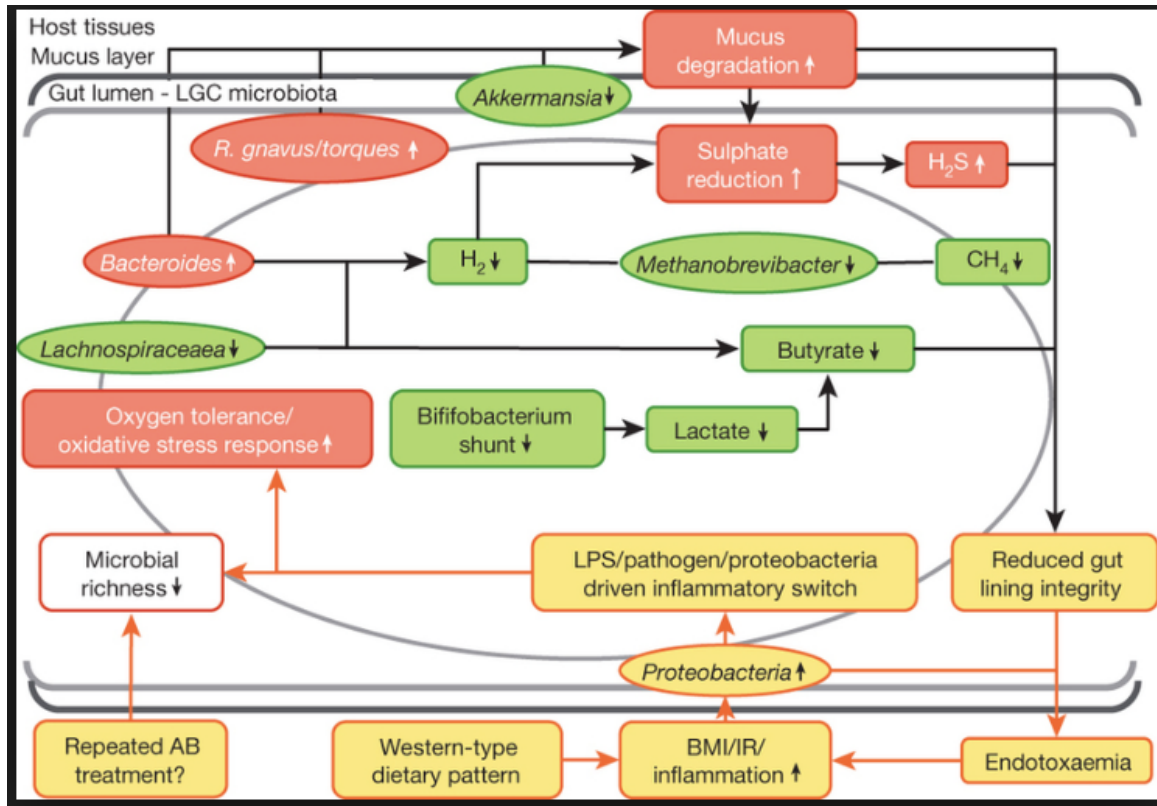 Host tissues
Mucus layer
Mucus
degradation ↑
Gut lumen - LGC microbiota
Akkermansia ↓
R. gnavus/torques ↑
Sulphate
reduction ↑
H₂S ↑
Bacteroides ↑
H₂ ↓
Methanobrevibacter ↓
CH₄ ↓
Lachnospiraceaea ↓
Butyrate ↓
Oxygen tolerance/
oxidative stress response ↑
Bififobacterium
shunt ↓
Lactate ↓
Microbial
richness ↓
LPS/pathogen/proteobacteria
driven inflammatory switch
Reduced gut
lining integrity
Proteobacteria ↑
Repeated AB
treatment?
Western-type
dietary pattern
BMI/IR/
inflammation ↑
Endotoxaemia